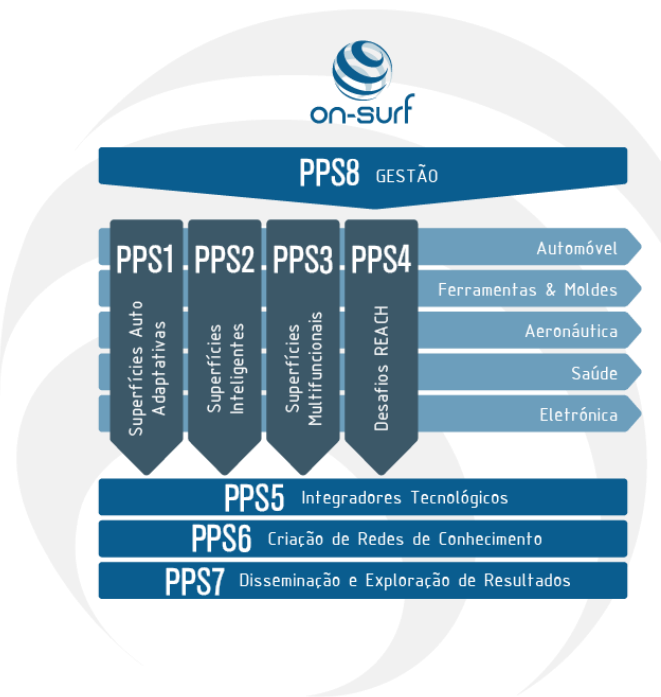 on-surf
PPS8 GESTÃO
PPS1
Superfícies Auto
Adaptativas
PPS2
Superfícies
Inteligentes
PPS3
Superfícies
Multifuncionais
PPS4
Desafios REACH
Automóvel
Ferramentas & Moldes
Aeronáutica
Saúde
Eletrónica
PPS5 Integradores Tecnológicos
PPS6 Criação de Redes de Conhecimento
PPS7 Disseminação e Exploração de Resultados